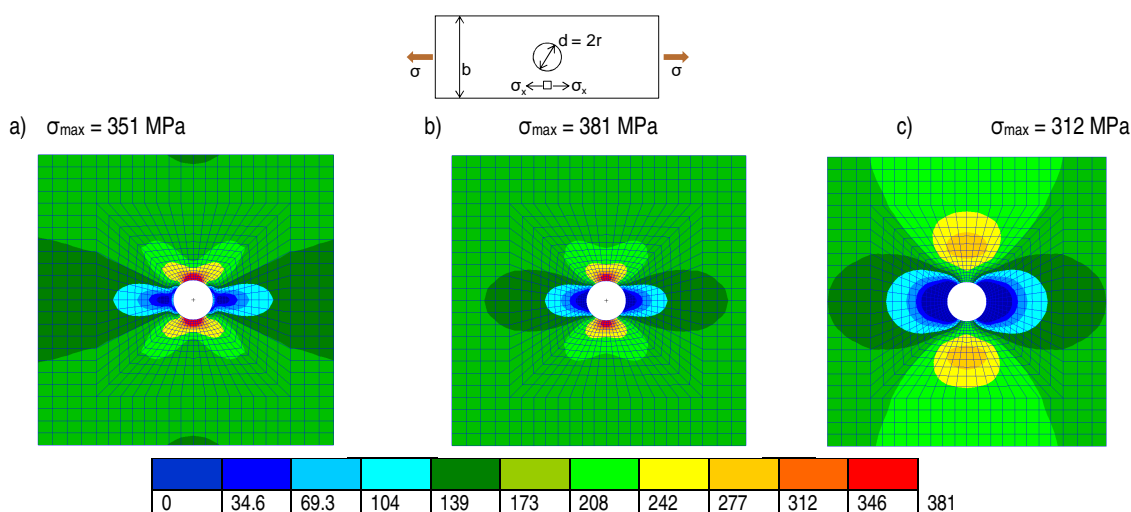 d = 2r
σ b σ
σₓ σₓ
a) σmax = 351 MPa b) σmax = 381 MPa c) σmax = 312 MPa
0 34.6 69.3 104 139 173 208 242 277 312 346 381